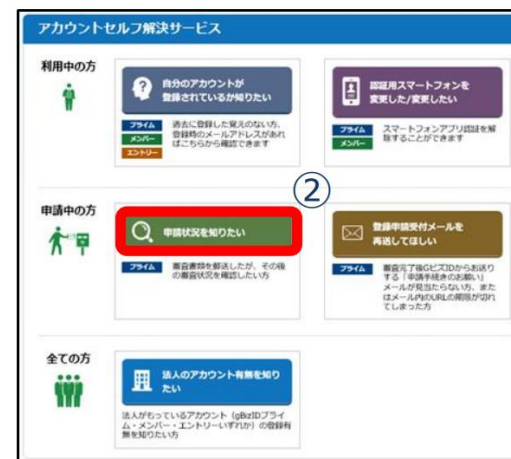 アカウントセルフ解決サービス
利用中の方
自分のアカウントが
登録されているか知りたい
プライム
メンバー
エントリー
過去に登録した覚えのない方、
登録時のメールアドレスがあれ
ばこちらから確認できます
認証用スマートフォンを
変更した/変更したい
プライム
メンバー
スマートフォンアプリ認証を解
除することができます
②
申請中の方
申請状況を知りたい
プライム
審査書類を郵送したが、その後
の審査状況を確認したい方
登録申請受付メールを
再送してほしい
プライム
審査完了後GビズIDからお送り
する「申請手続きのお願い」
メールが見当たらない方、また
はメール内のURLの期限が切れ
てしまった方
全ての方
法人のアカウント有無を知り
たい
法人がもっているアカウント（gBizIDプライ
ム・メンバー・エントリーいずれか）の登録有
無を知りたい方